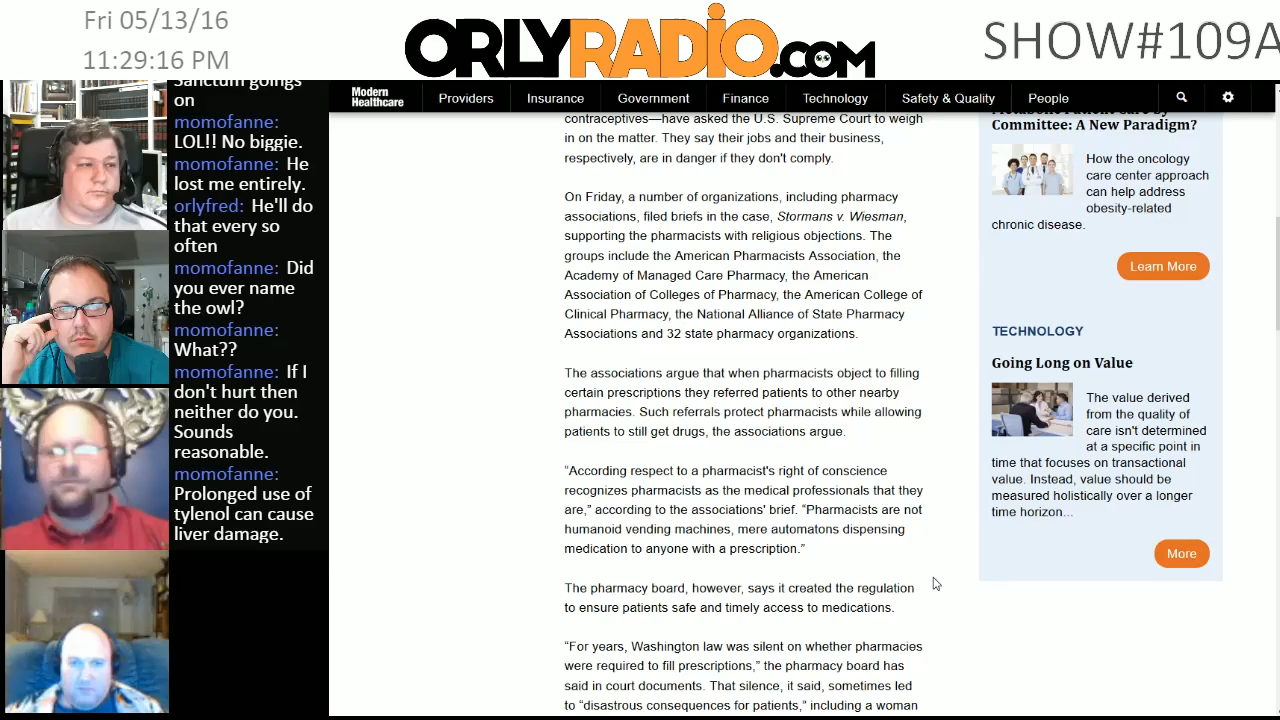 Fri 05/13/16
11:29:16 PM
ORLYRADiO.COM
SHOW#109A
Sanctum goings
on
momofanne:
LOL!! No biggie.
momofanne: He
lost me entirely.
orlyfred: He'll do
that every so
often
momofanne: Did
you ever name
the owl?
momofanne:
What??
momofanne: If I
don't hurt then
neither do you.
Sounds
reasonable.
momofanne:
Prolonged use of
tylenol can cause
liver damage.
Modern
Healthcare
Providers
Insurance
Government
Finance
Technology
Safety & Quality
People
contraceptives—have asked the U.S. Supreme Court to weigh
in on the matter. They say their jobs and their business,
respectively, are in danger if they don't comply.
On Friday, a number of organizations, including pharmacy
associations, filed briefs in the case, Stormans v. Wiesman,
supporting the pharmacists with religious objections. The
groups include the American Pharmacists Association, the
Academy of Managed Care Pharmacy, the American
Association of Colleges of Pharmacy, the American College of
Clinical Pharmacy, the National Alliance of State Pharmacy
Associations and 32 state pharmacy organizations.
The associations argue that when pharmacists object to filling
certain prescriptions they referred patients to other nearby
pharmacies. Such referrals protect pharmacists while allowing
patients to still get drugs, the associations argue.
“According respect to a pharmacist's right of conscience
recognizes pharmacists as the medical professionals that they
are,” according to the associations' brief. “Pharmacists are not
humanoid vending machines, mere automatons dispensing
medication to anyone with a prescription.”
The pharmacy board, however, says it created the regulation
to ensure patients safe and timely access to medications.
“For years, Washington law was silent on whether pharmacies
were required to fill prescriptions,” the pharmacy board has
said in court documents. That silence, it said, sometimes led
to “disastrous consequences for patients,” including a woman
Committee: A New Paradigm?
How the oncology
care center approach
can help address
obesity-related
chronic disease.
Learn More
TECHNOLOGY
Going Long on Value
The value derived
from the quality of
care isn't determined
at a specific point in
time that focuses on transactional
value. Instead, value should be
measured holistically over a longer
time horizon...
More